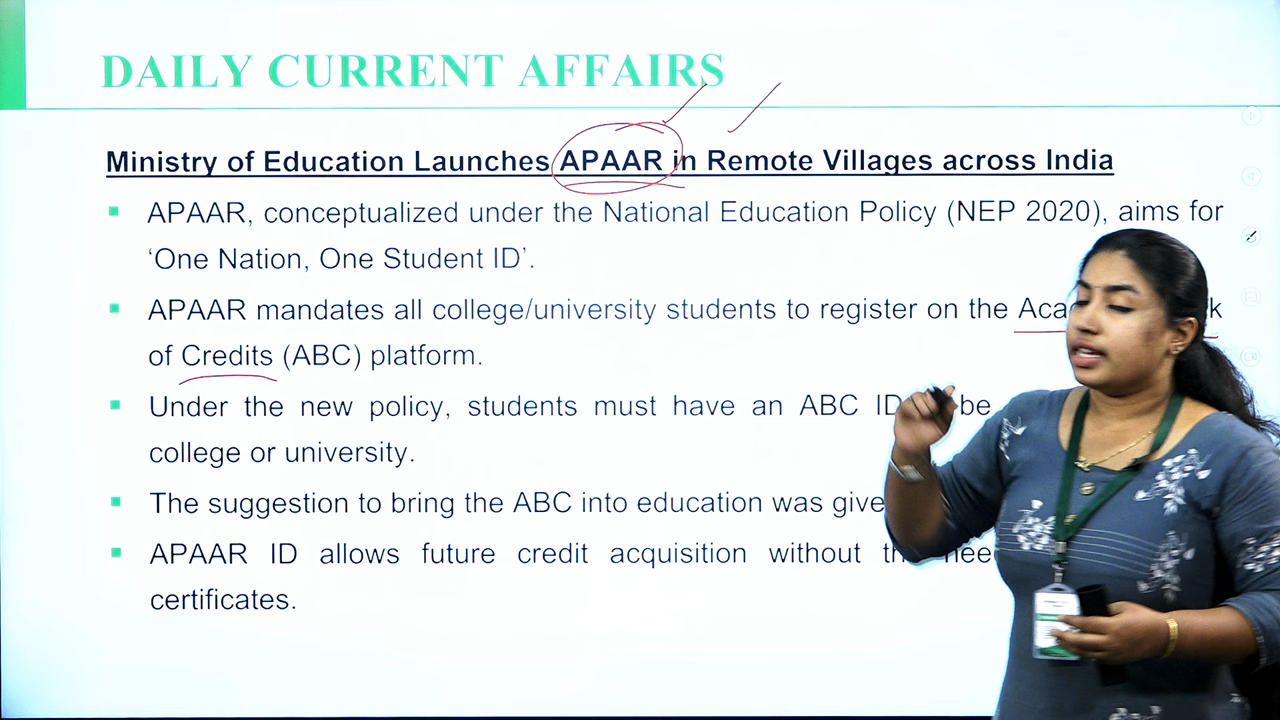 DAILY CURRENT AFFAIRS
Ministry of Education Launches APAAR in Remote Villages across India
APAAR, conceptualized under the National Education Policy (NEP 2020), aims for
‘One Nation, One Student ID’.
APAAR mandates all college/university students to register on the
of Credits (ABC) platform.
Under the new policy, students must have an ABC ID be
college or university.
The suggestion to bring the ABC into education was
APAAR ID allows future credit acquisition without
certificates.